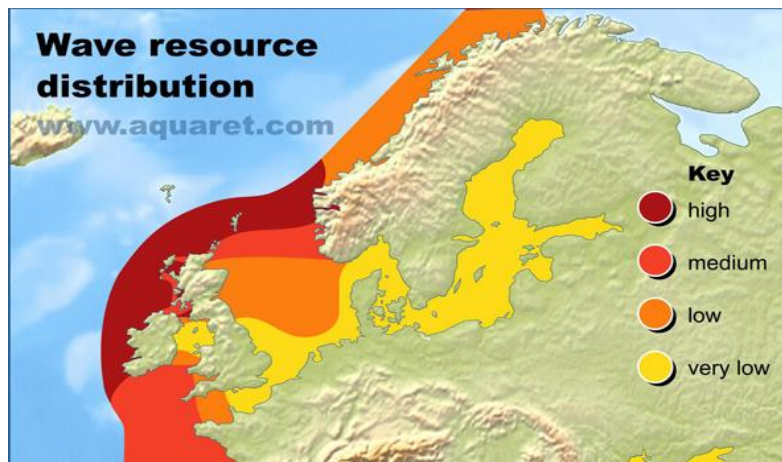 Wave resource
distribution
www.aquaret.com
Key
high
medium
low
very low